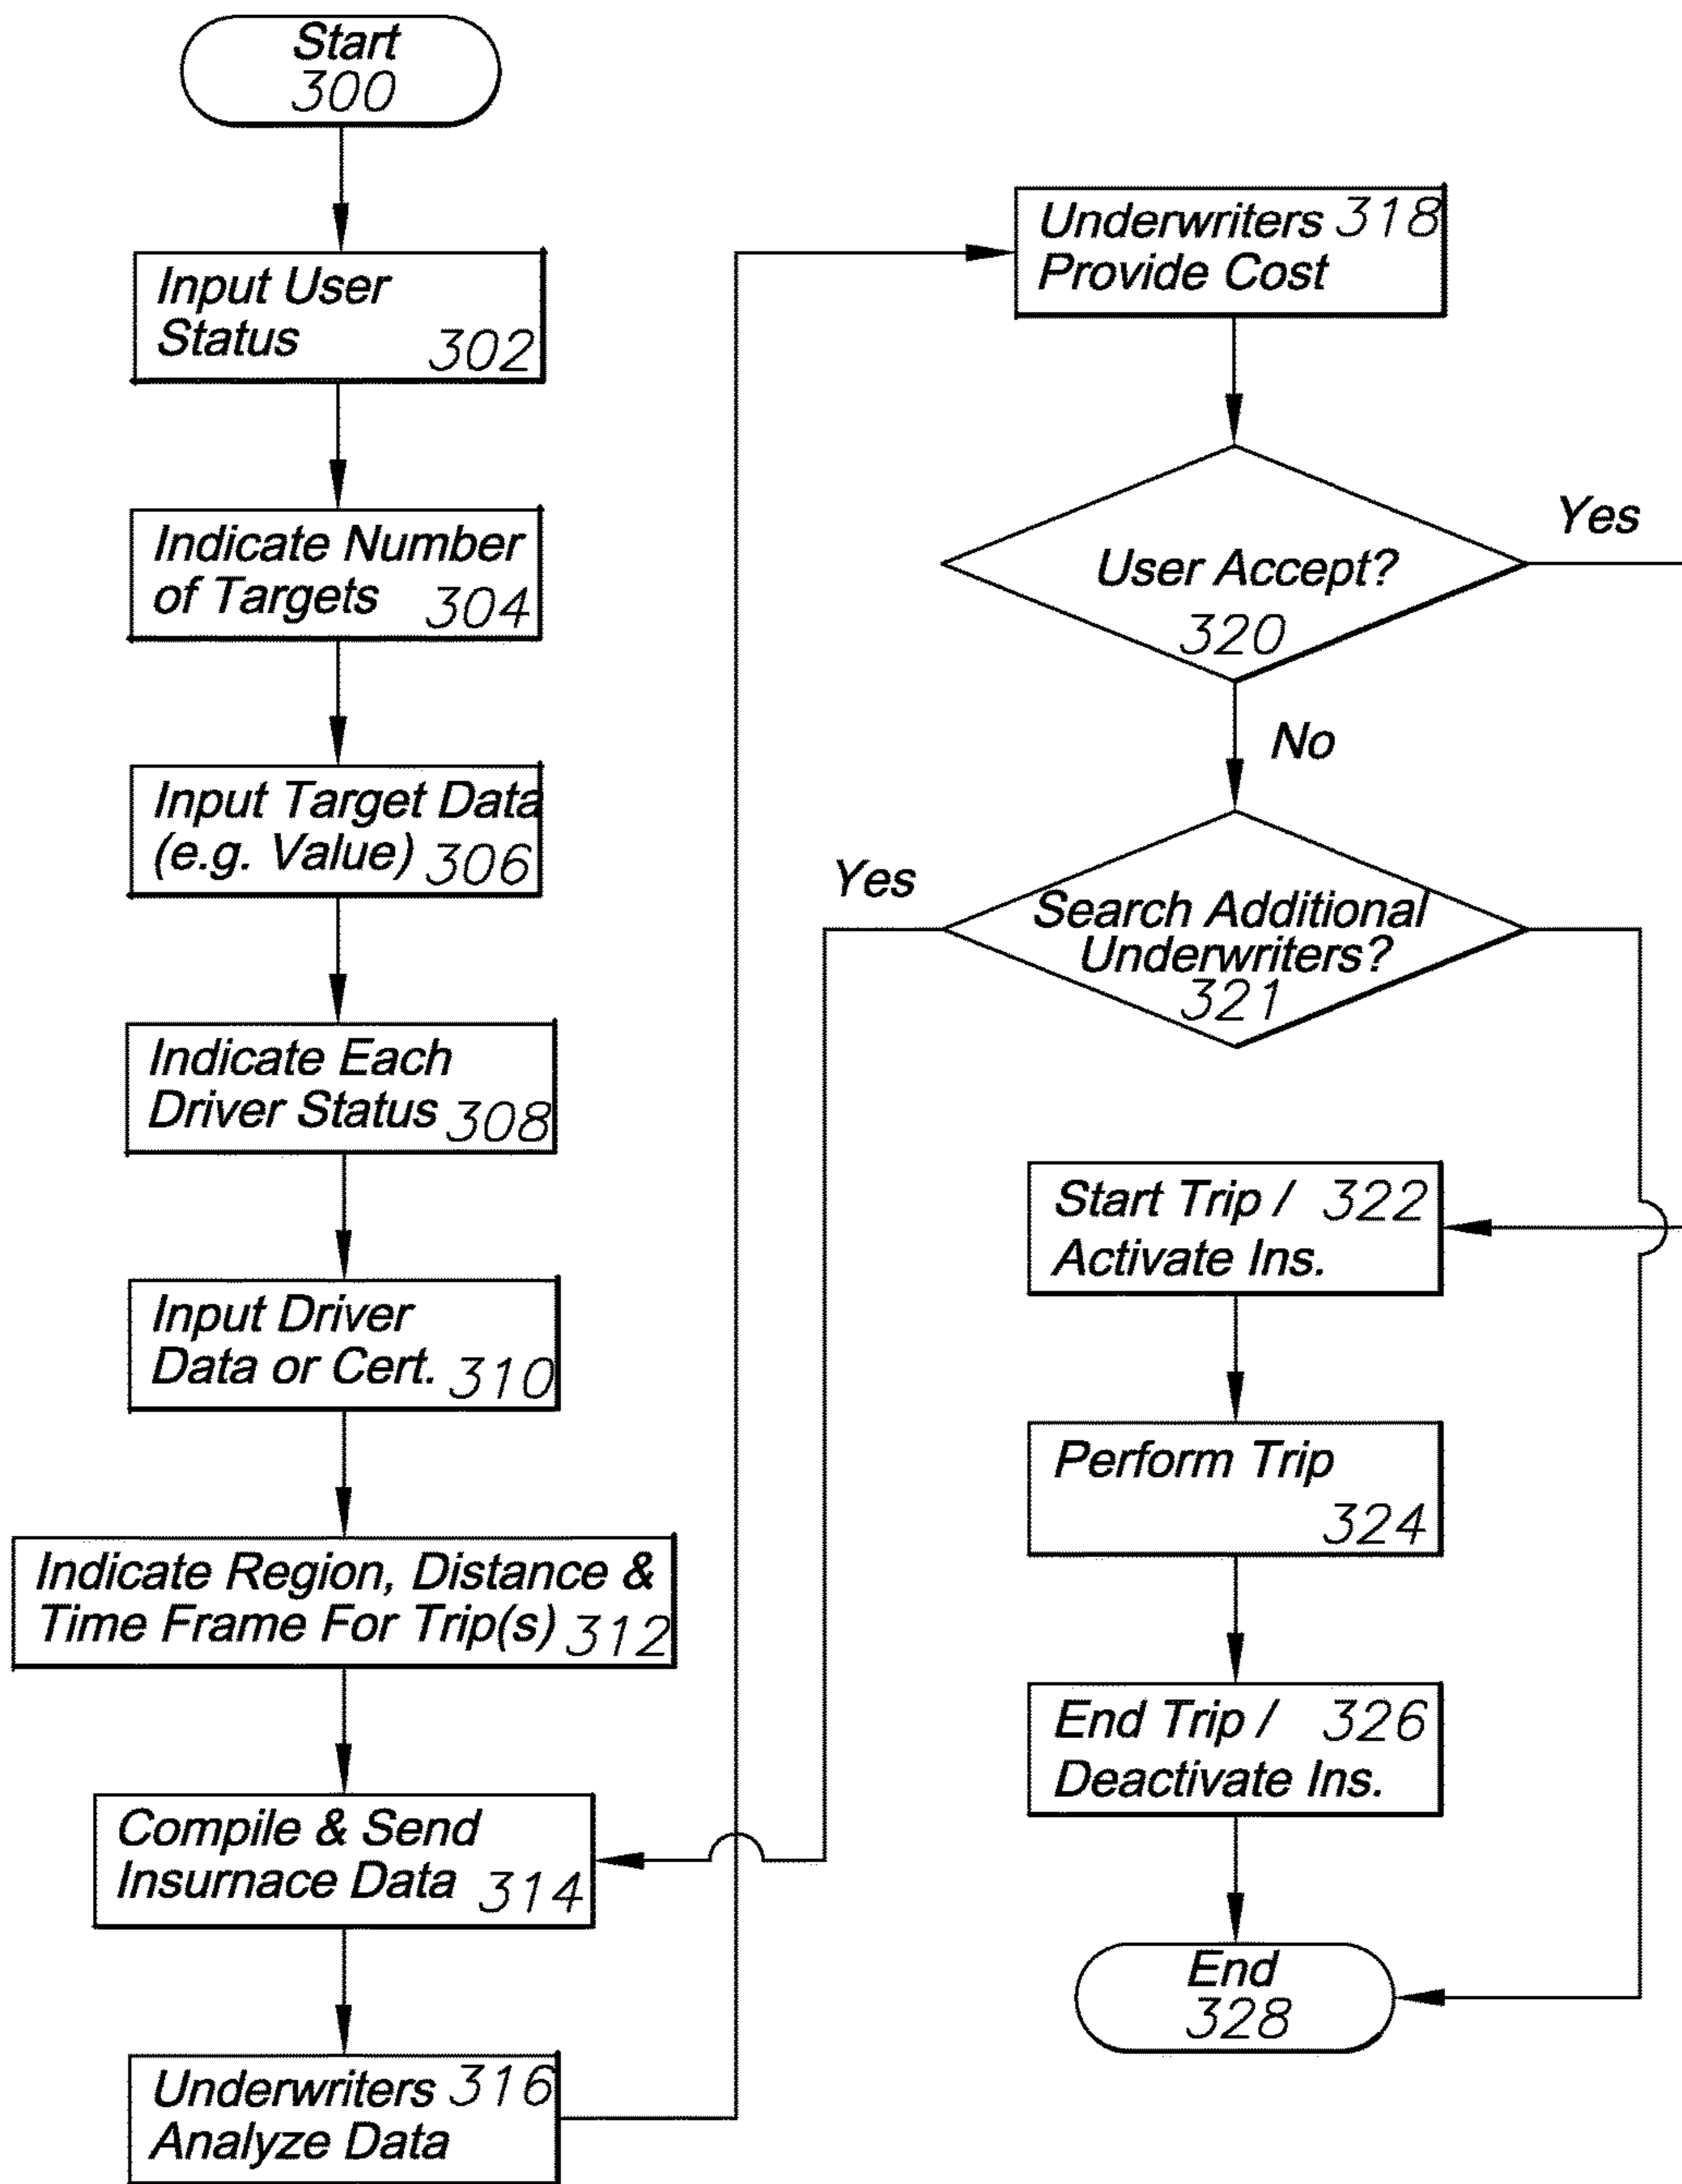 Start
300
Input User
Status 302
Indicate Number
of Targets 304
Input Target Data
(e.g. Value) 306
Indicate Each
Driver Status 308
Input Driver
Data or Cert. 310
Indicate Region, Distance &
Time Frame For Trip(s) 312
Compile & Send
Insurnace Data 314
Underwriters 316
Analyze Data
Underwriters 318
Provide Cost
User Accept?
320
Yes
No
Search Additional
Underwriters?
321
Yes
Start Trip / 322
Activate Ins.
Perform Trip
324
End Trip / 326
Deactivate Ins.
End
328